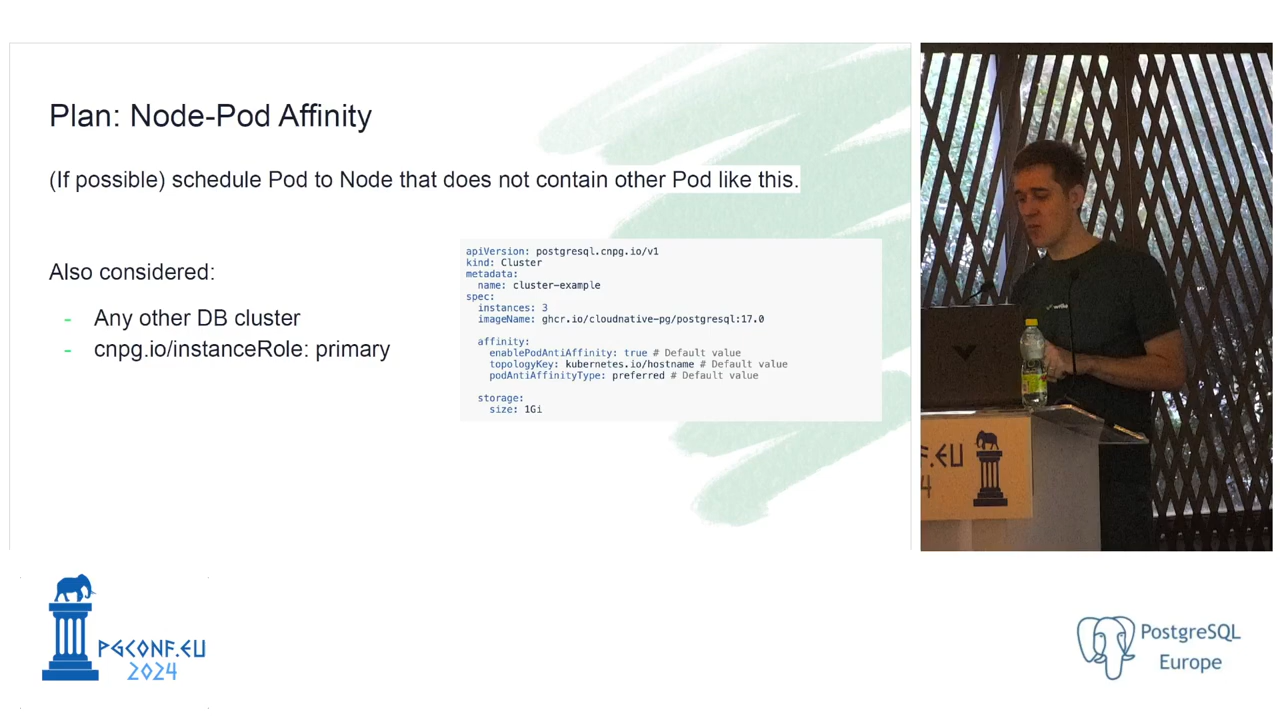 Plan: Node-Pod Affinity
(If possible) schedule Pod to Node that does not contain other Pod like this.
Also considered:
- Any other DB cluster
- cnpg.io/instanceRole: primary
apiVersion: postgresql.cnpg.io/v1
kind: Cluster
metadata:
  name: cluster-example
spec:
  instances: 3
  imageName: ghcr.io/cloudnative-pg/postgresql:17.0
  affinity:
    enablePodAntiAffinity: true # Default value
    topologyKey: kubernetes.io/hostname # Default value
    podAntiAffinityType: preferred # Default value
  storage:
    size: 1Gi
F.EU
4
PGCONF.EU
2024
PostgreSQL
Europe